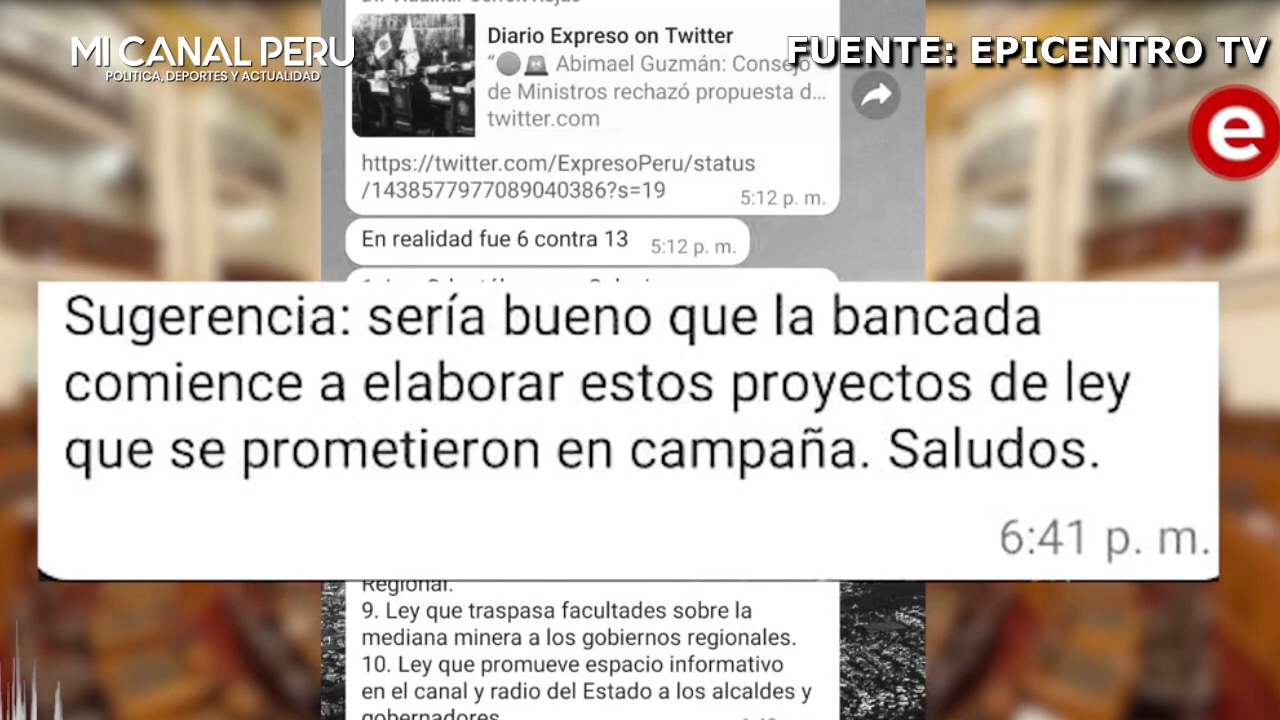 MI CANAL PERU
POLITICA, DEPORTES Y ACTUALIDAD
FUENTE: EPICENTRO TV
e
Diario Expreso on Twitter
“ Abimael Guzmán: Consejo
de Ministros rechazó propuesta d...
twitter.com
https://twitter.com/ExpresoPeru/status
/1438577977089040386?s=19
5:12 p. m.
En realidad fue 6 contra 13 5:12 p. m.
Sugerencia: sería bueno que la bancada
comience a elaborar estos proyectos de ley
que se prometieron en campaña. Saludos.
6:41 p. m.
Regional.
9. Ley que traspasa facultades sobre la
mediana minera a los gobiernos regionales.
10. Ley que promueve espacio informativo
en el canal y radio del Estado a los alcaldes y
gobernadores